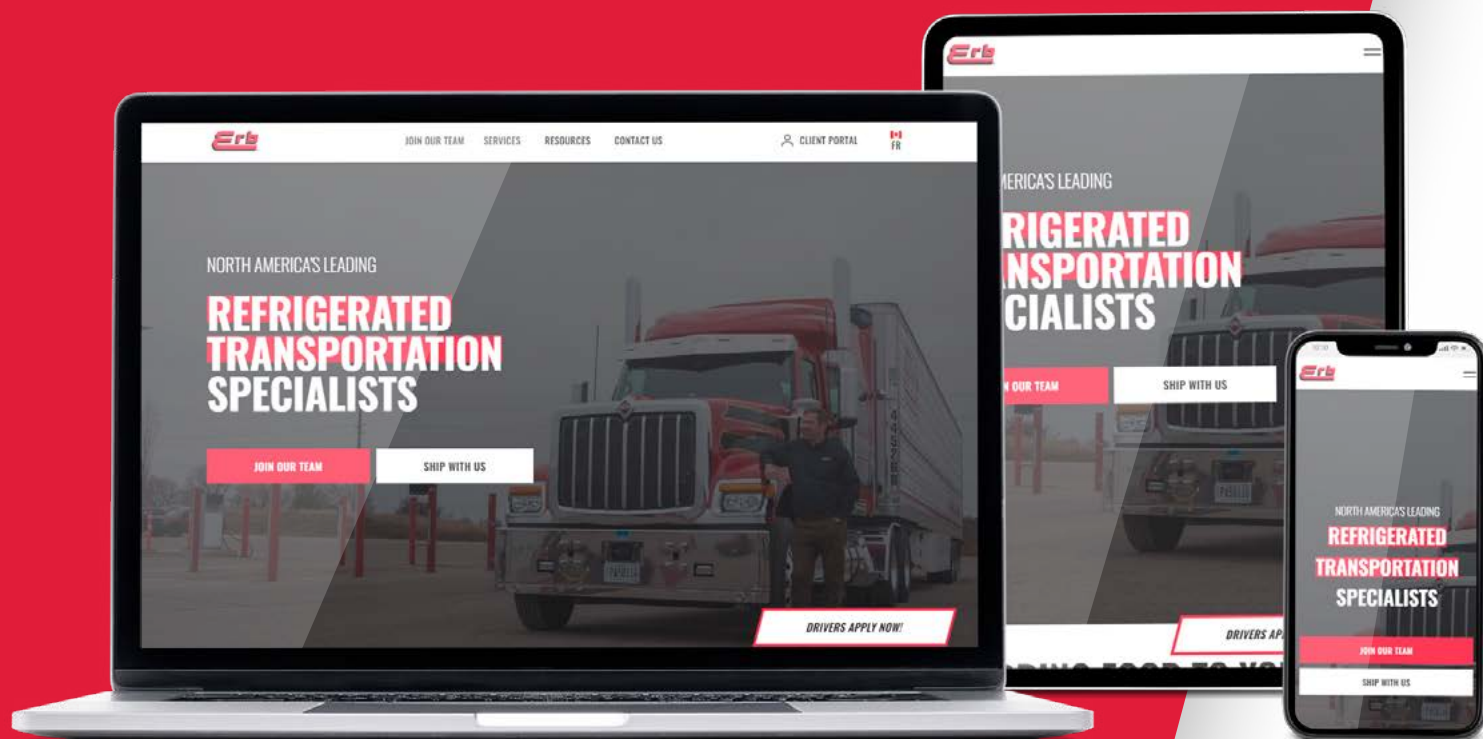 Erb
JOIN OUR TEAM SERVICES RESOURCES CONTACT US
CLIENT PORTAL
FR
NORTH AMERICA'S LEADING
REFRIGERATED
TRANSPORTATION
SPECIALISTS
JOIN OUR TEAM
SHIP WITH US
DRIVERS APPLY NOW!
Erb
MERICA'S LEADING
RIGERATED
NSPORTATION
CIALISTS
OUR TEAM
SHIP WITH US
DRIVERS AP
Erb
NORTH AMERICA'S LEADING
REFRIGERATED
TRANSPORTATION
SPECIALISTS
JOIN OUR TEAM
SHIP WITH US